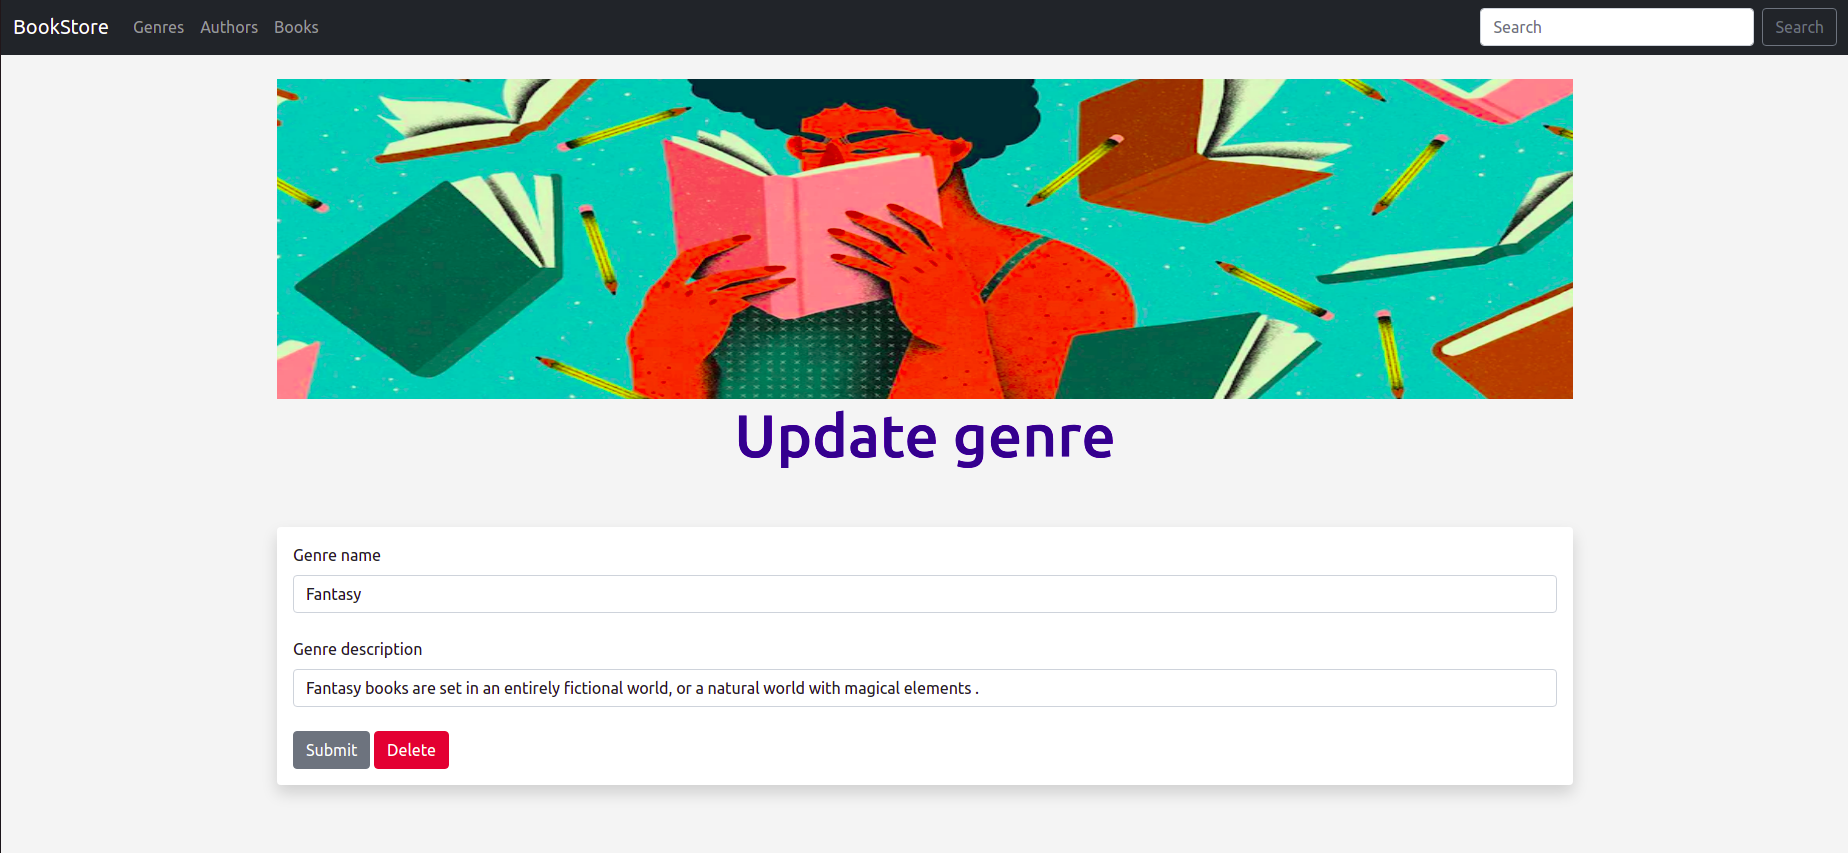 BookStore Genres Authors Books Search Search
Update genre
Genre name
Fantasy
Genre description
Fantasy books are set in an entirely fictional world, or a natural world with magical elements .
Submit Delete